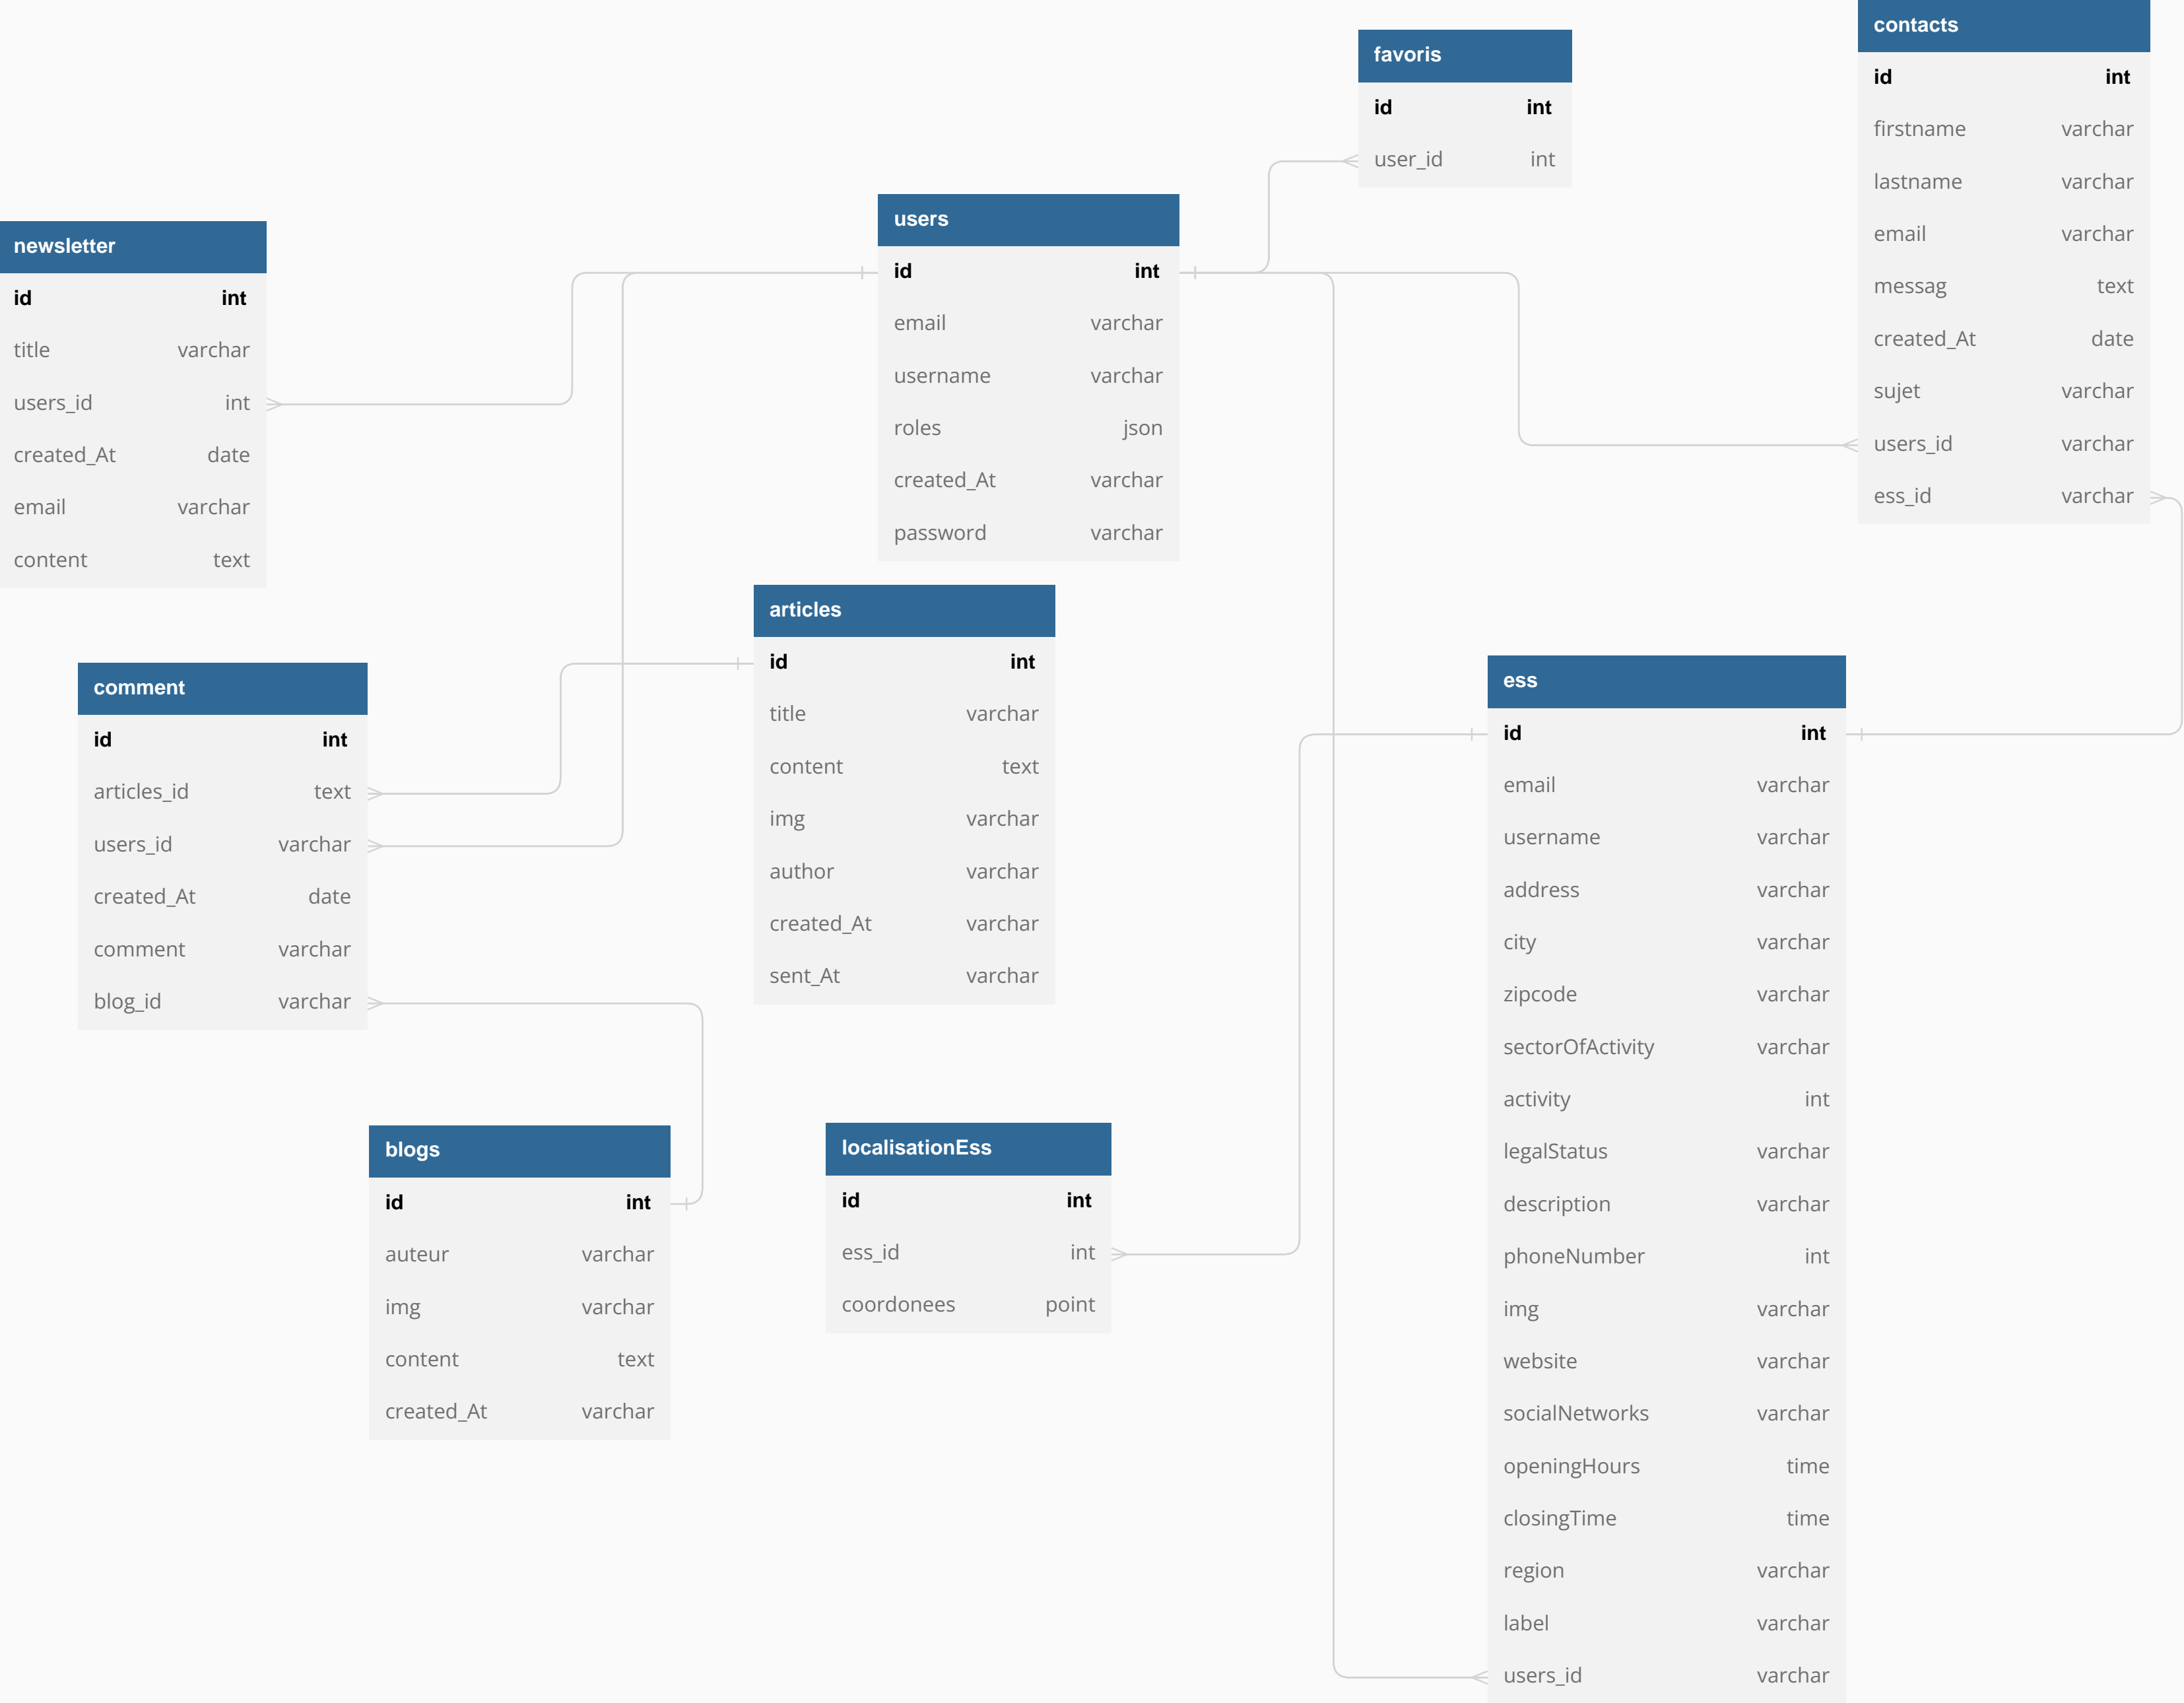 contacts
id int
firstname varchar
lastname varchar
email varchar
messag text
created_At date
sujet varchar
users_id varchar
ess_id varchar
favoris
id int
user_id int
users
id int
email varchar
username varchar
roles json
created_At varchar
password varchar
newsletter
id int
title varchar
users_id int
created_At date
email varchar
content text
articles
id int
title varchar
content text
img varchar
author varchar
created_At varchar
sent_At varchar
comment
id int
articles_id text
users_id varchar
created_At date
comment varchar
blog_id varchar
ess
id int
email varchar
username varchar
address varchar
city varchar
zipcode varchar
sectorOfActivity varchar
activity int
legalStatus varchar
description varchar
phoneNumber int
img varchar
website varchar
socialNetworks varchar
openingHours time
closingTime time
region varchar
label varchar
users_id varchar
blogs
id int
auteur varchar
img varchar
content text
created_At varchar
localisationEss
id int
ess_id int
coordonees point